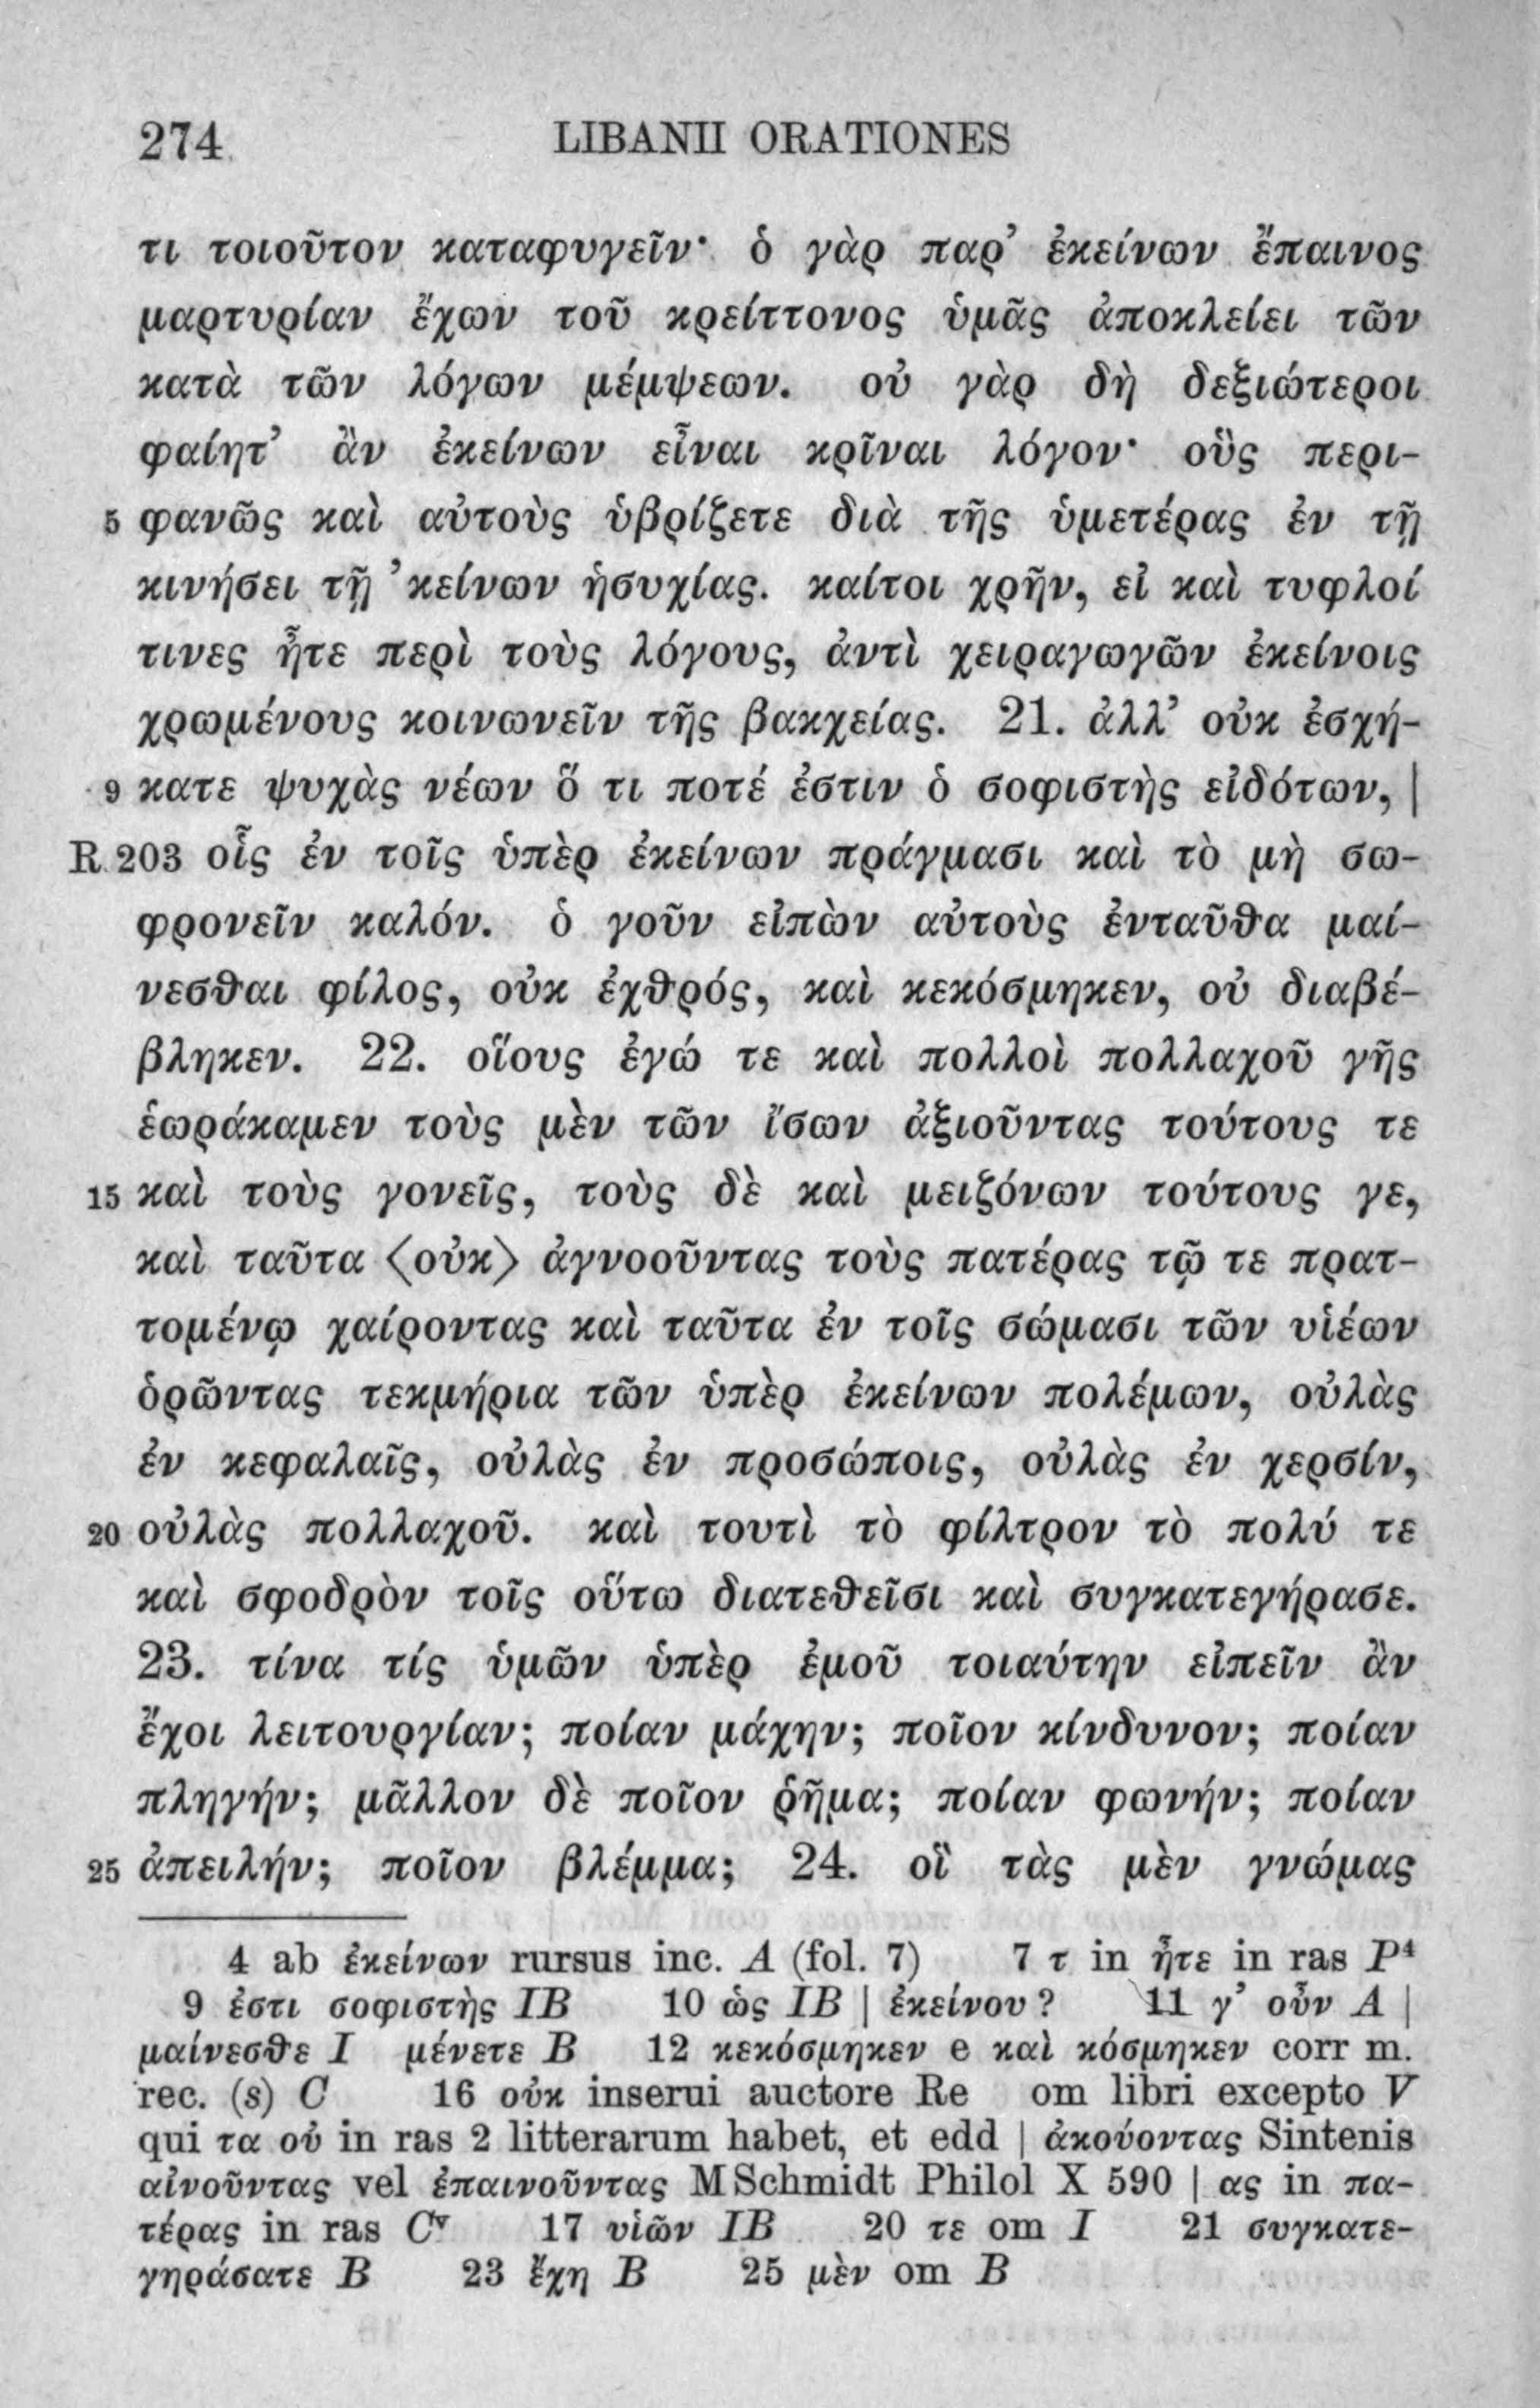 274 LIBANII ORATIONES
τι τοιοῦτον καταφυγεῖν· ὁ γὰρ παρ’ ἐκείνων ἔπαινος
μαρτυρίαν ἔχων τοῦ κρείττονος ὑμᾶς ἀποκλείει τῶν
κατὰ τῶν λόγων μέμψεων. οὐ γὰρ δὴ δεξιώτεροι
φαίητ’ ἂν ἐκείνων εἶναι κρῖναι λόγον· οὓς περι-
5 φανῶς καὶ αὐτοὺς ὑβρίζετε διὰ τῆς ὑμετέρας ἐν τῇ
κινήσει τῇ ’κείνων ἡσυχίας. καίτοι χρῆν, εἰ καὶ τυφλοί
τινες ἦτε περὶ τοὺς λόγους, ἀντὶ χειραγωγῶν ἐκείνοις
χρωμένους κοινωνεῖν τῆς βακχείας. 21. ἀλλ’ οὐκ ἐσχή-
9 κατε ψυχὰς νέων ὅ τι ποτέ ἐστιν ὁ σοφιστὴς εἰδότων, |
R 203 οἷς ἐν τοῖς ὑπὲρ ἐκείνων πράγμασι καὶ τὸ μὴ σω-
φρονεῖν καλόν. ὁ γοῦν εἰπὼν αὐτοὺς ἐνταῦθα μαί-
νεσθαι φίλος, οὐκ ἐχθρός, καὶ κεκόσμηκεν, οὐ διαβέ-
βληκεν. 22. οἵους ἐγώ τε καὶ πολλοὶ πολλαχοῦ γῆς
ἑωράκαμεν τοὺς μὲν τῶν ἴσων ἀξιοῦντας τούτους τε
15 καὶ τοὺς γονεῖς, τοὺς δὲ καὶ μειζόνων τούτους γε,
καὶ ταῦτα ⟨οὐκ⟩ ἀγνοοῦντας τοὺς πατέρας τῷ τε πρατ-
τομένῳ χαίροντας καὶ ταῦτα ἐν τοῖς σώμασι τῶν υἱέων
ὁρῶντας τεκμήρια τῶν ὑπὲρ ἐκείνων πολέμων, οὐλὰς
ἐν κεφαλαῖς, οὐλὰς ἐν προσώποις, οὐλὰς ἐν χερσίν,
20 οὐλὰς πολλαχοῦ. καὶ τουτὶ τὸ φίλτρον τὸ πολύ τε
καὶ σφοδρὸν τοῖς οὕτω διατεθεῖσι καὶ συγκατεγήρασε.
23. τίνα τίς ὑμῶν ὑπὲρ ἐμοῦ τοιαύτην εἰπεῖν ἂν
ἔχοι λειτουργίαν; ποίαν μάχην; ποῖον κίνδυνον; ποίαν
πληγήν; μᾶλλον δὲ ποῖον ῥῆμα; ποίαν φωνήν; ποίαν
25 ἀπειλήν; ποῖον βλέμμα; 24. οἳ τὰς μὲν γνώμας
4 ab ἐκείνων rursus inc. A (fol. 7) 7 τ in ἦτε in ras P⁴
9 ἐστι σοφιστὴς IB 10 ὡς IB | ἐκείνου? 11 γ’ οὖν A |
μαίνεσθε I μένετε B 12 κεκόσμηκεν e καὶ κόσμηκεν corr m.
rec. (s) C 16 οὐκ inserui auctore Re om libri excepto V
qui τα οὐ in ras 2 litterarum habet, et edd | ἀκούοντας Sintenis
αἰνοῦντας vel ἐπαινοῦντας MSchmidt Philol X 590 | ας in πα-
τέρας in ras Cᵛ 17 υἱῶν IB 20 τε om I 21 συγκατε-
γηράσατε B 23 ἔχη B 25 μὲν om B